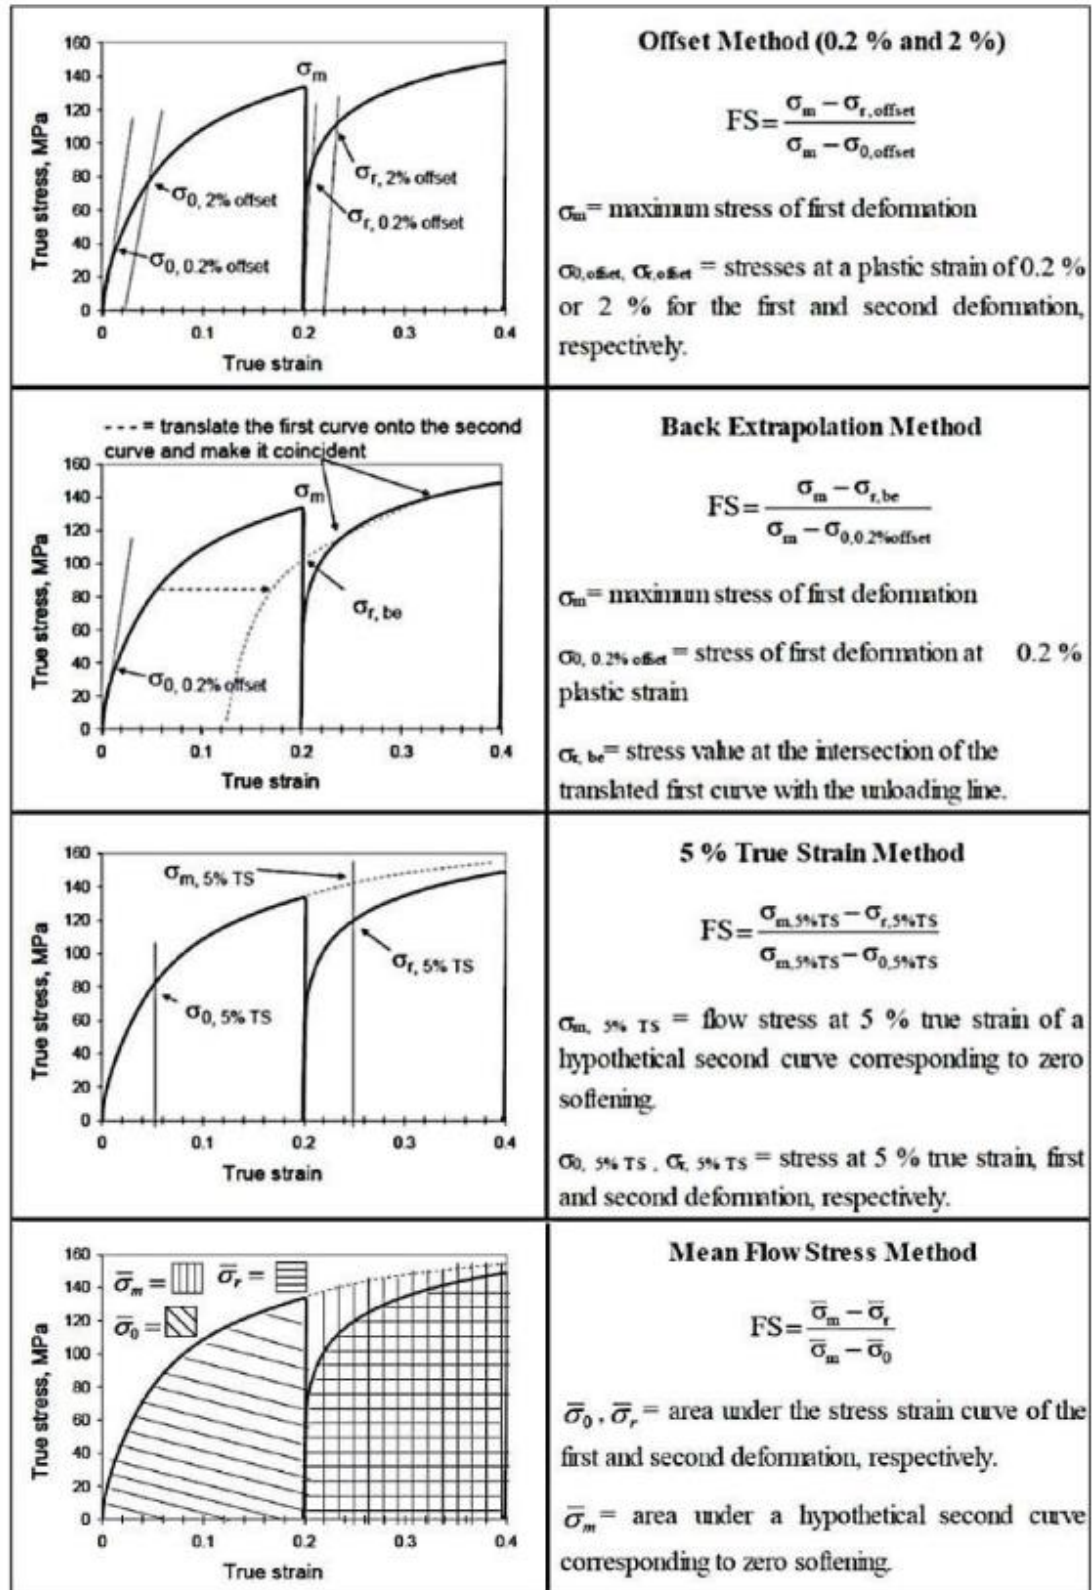 160
140
120
100
80
60
40
20
0
True stress, MPa
σm
σ0, 2% offset
σ0, 0.2% offset
σr, 2% offset
σr, 0.2% offset
0 0.1 0.2 0.3 0.4
True strain
Offset Method (0.2 % and 2 %)
FS= σm − σr,offset
σm − σ0,offset
σm= maximum stress of first deformation
σ0,offset, σr,offset = stresses at a plastic strain of 0.2 %
or 2 % for the first and second deformation,
respectively.
---- = translate the first curve onto the second
curve and make it coincident
160
140
120
100
80
60
40
20
0
True stress, MPa
σm
σr, be
σ0, 0.2% offset
0 0.1 0.2 0.3 0.4
True strain
Back Extrapolation Method
FS= σm − σr,be
σm − σ0,0.2%offset
σm= maximum stress of first deformation
σ0, 0.2% offset = stress of first deformation at 0.2 %
plastic strain
σr, be= stress value at the intersection of the
translated first curve with the unloading line.
160
140
120
100
80
60
40
20
0
True stress, MPa
σm, 5% TS
σr, 5% TS
σ0, 5% TS
0 0.1 0.2 0.3 0.4
True strain
5 % True Strain Method
FS= σm,5%TS − σr,5%TS
σm,5%TS − σ0,5%TS
σm, 5% TS = flow stress at 5 % true strain of a
hypothetical second curve corresponding to zero
softening.
σ0, 5% TS , σr, 5% TS = stress at 5 % true strain, first
and second deformation, respectively.
160
140
120
100
80
60
40
20
0
True stress, MPa
σ̅m = σ̅r =
σ̅0 =
0 0.1 0.2 0.3 0.4
True strain
Mean Flow Stress Method
FS= σ̅m − σ̅r
σ̅m − σ̅0
σ̅0 , σ̅r = area under the stress strain curve of the
first and second deformation, respectively.
σ̅m = area under a hypothetical second curve
corresponding to zero softening.